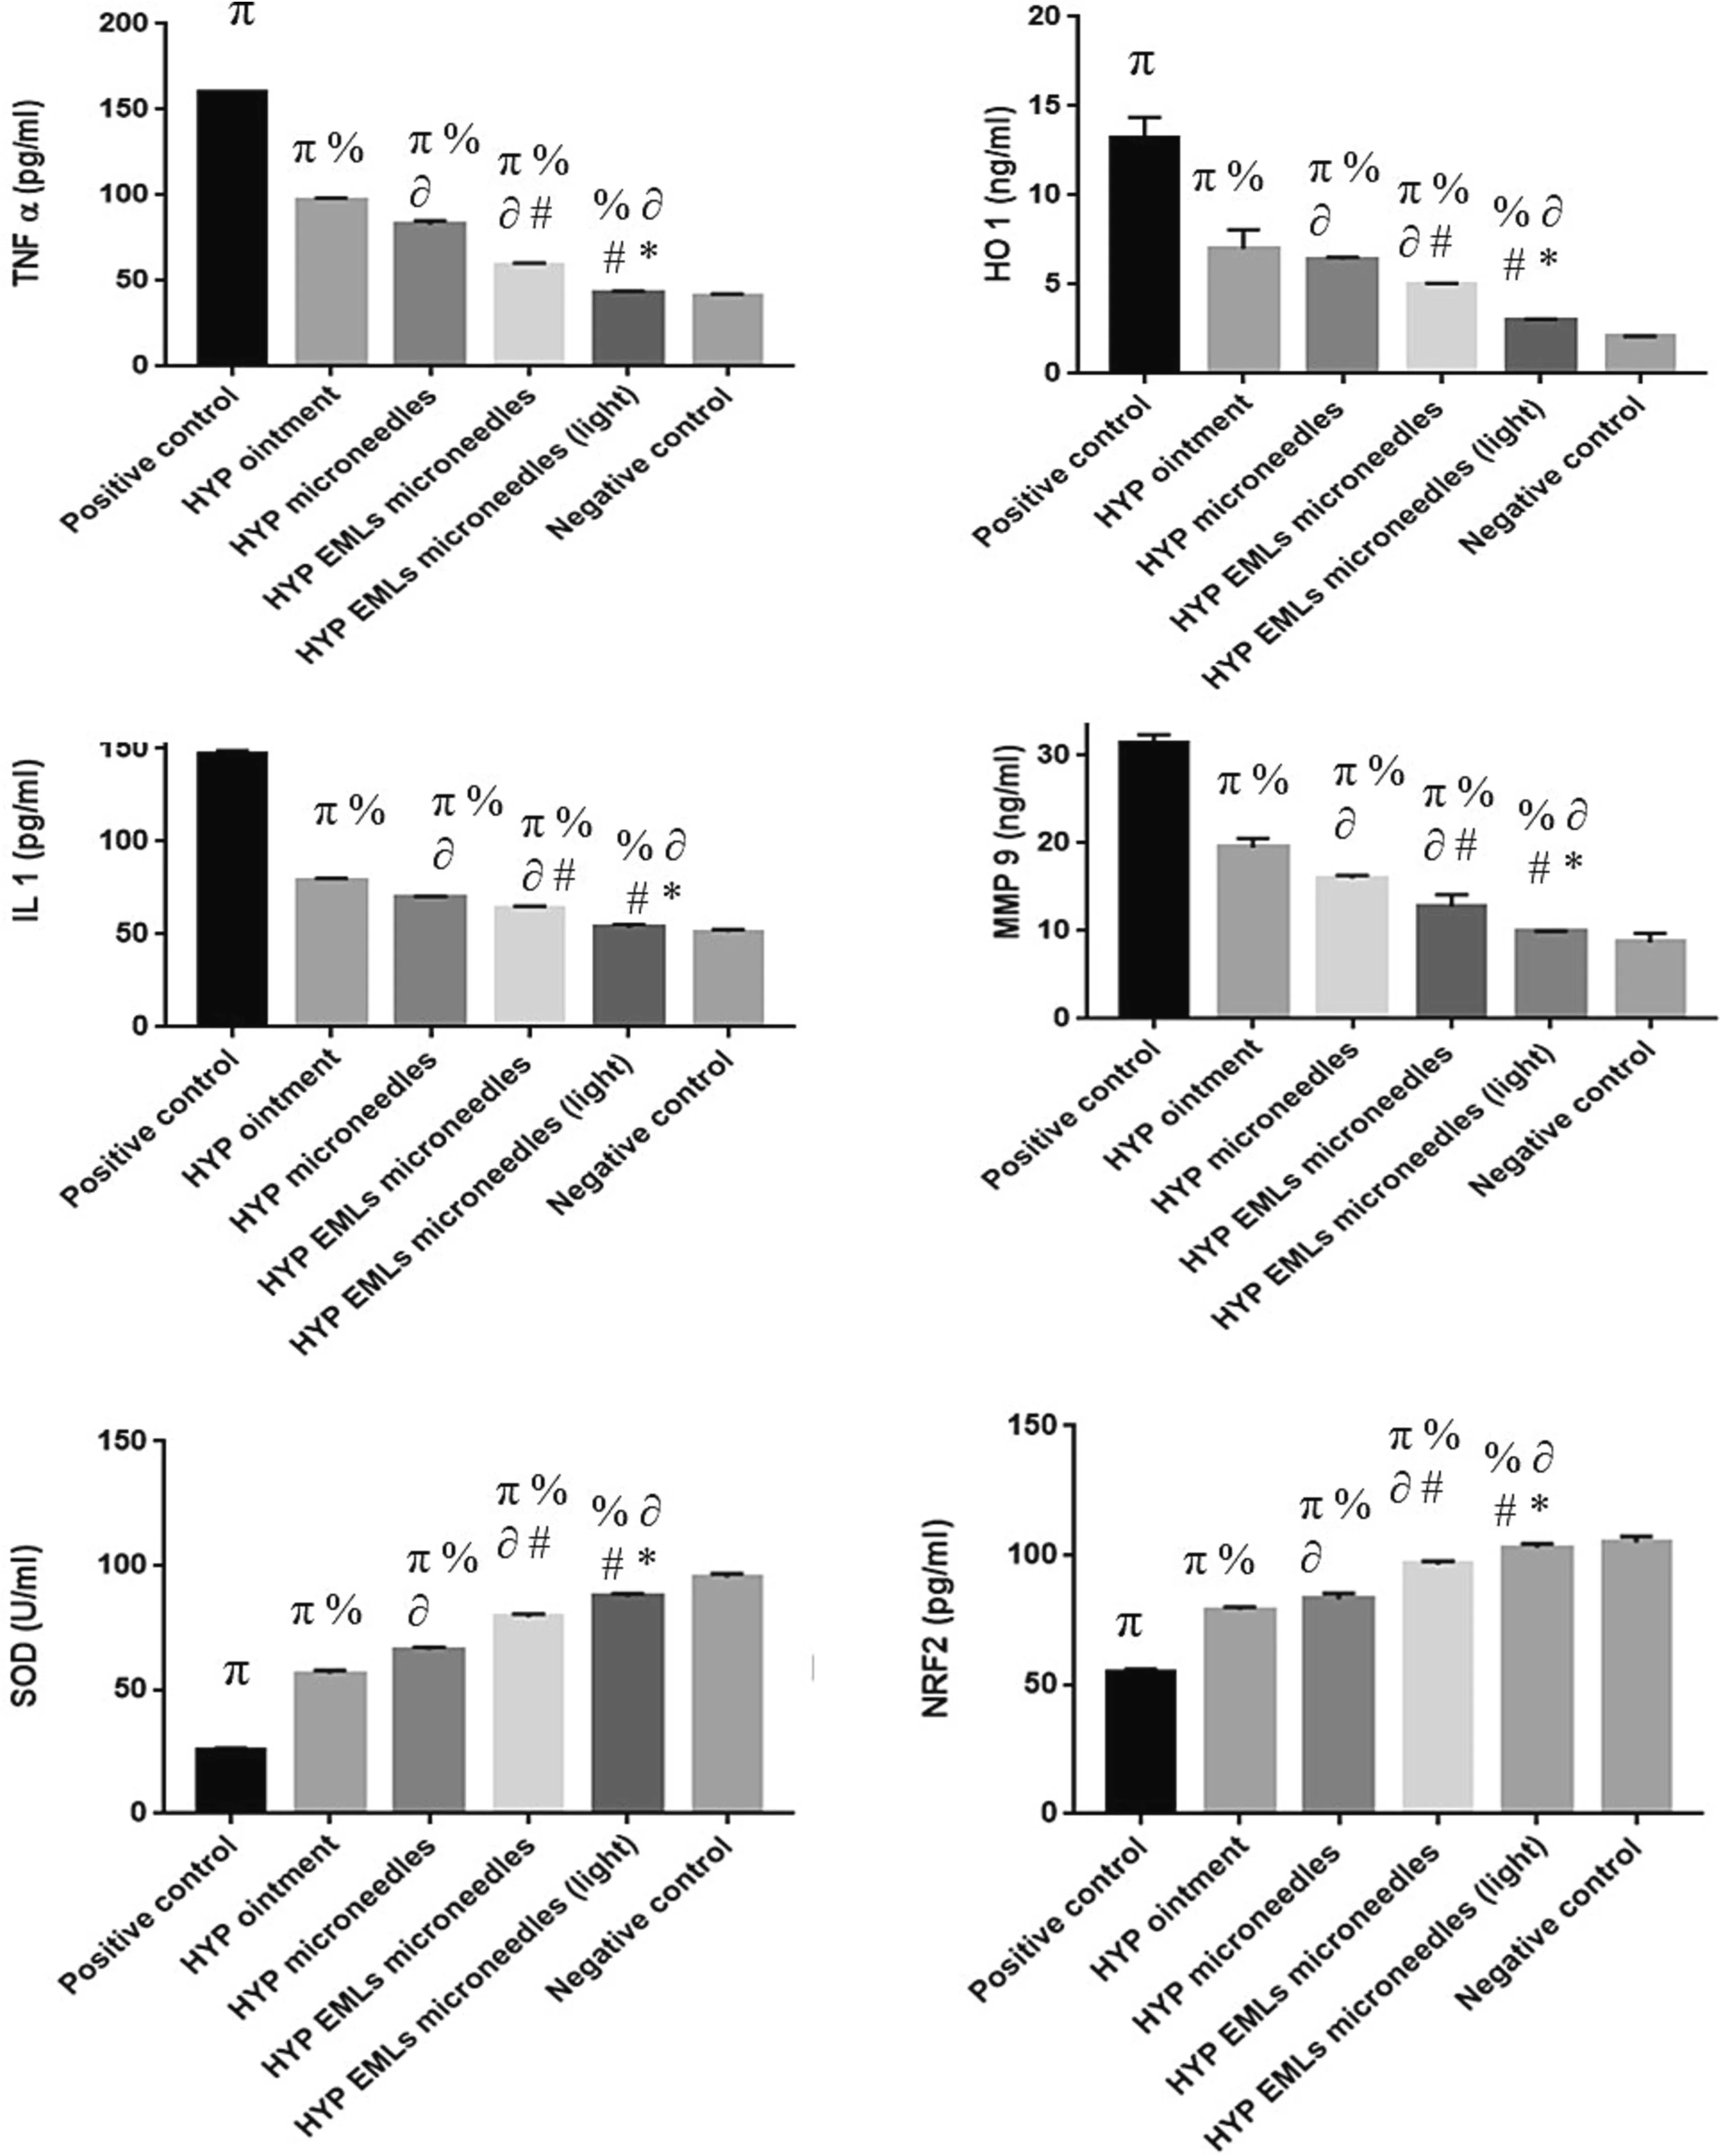 TNF α (pg/ml)
200
150
100
50
0
π
π %
π %
∂
π %
∂ #
% ∂
# *
Positive control
HYP ointment
HYP microneedles
HYP EMLs microneedles
HYP EMLs microneedles (light)
Negative control
HO 1 (ng/ml)
20
15
10
5
0
π
π %
π %
∂
π %
∂ #
% ∂
# *
Positive control
HYP ointment
HYP microneedles
HYP EMLs microneedles
HYP EMLs microneedles (light)
Negative control
IL 1 (pg/ml)
150
100
50
0
π %
π %
∂
π %
∂ #
% ∂
# *
Positive control
HYP ointment
HYP microneedles
HYP EMLs microneedles
HYP EMLs microneedles (light)
Negative control
MMP 9 (ng/ml)
30
20
10
0
π %
π %
∂
π %
∂ #
% ∂
# *
Positive control
HYP ointment
HYP microneedles
HYP EMLs microneedles
HYP EMLs microneedles (light)
Negative control
SOD (U/ml)
150
100
50
0
π
π %
π %
∂
π %
∂ #
% ∂
# *
Positive control
HYP ointment
HYP microneedles
HYP EMLs microneedles
HYP EMLs microneedles (light)
Negative control
NRF2 (pg/ml)
150
100
50
0
π
π %
π %
∂
π %
∂ #
% ∂
# *
Positive control
HYP ointment
HYP microneedles
HYP EMLs microneedles
HYP EMLs microneedles (light)
Negative control